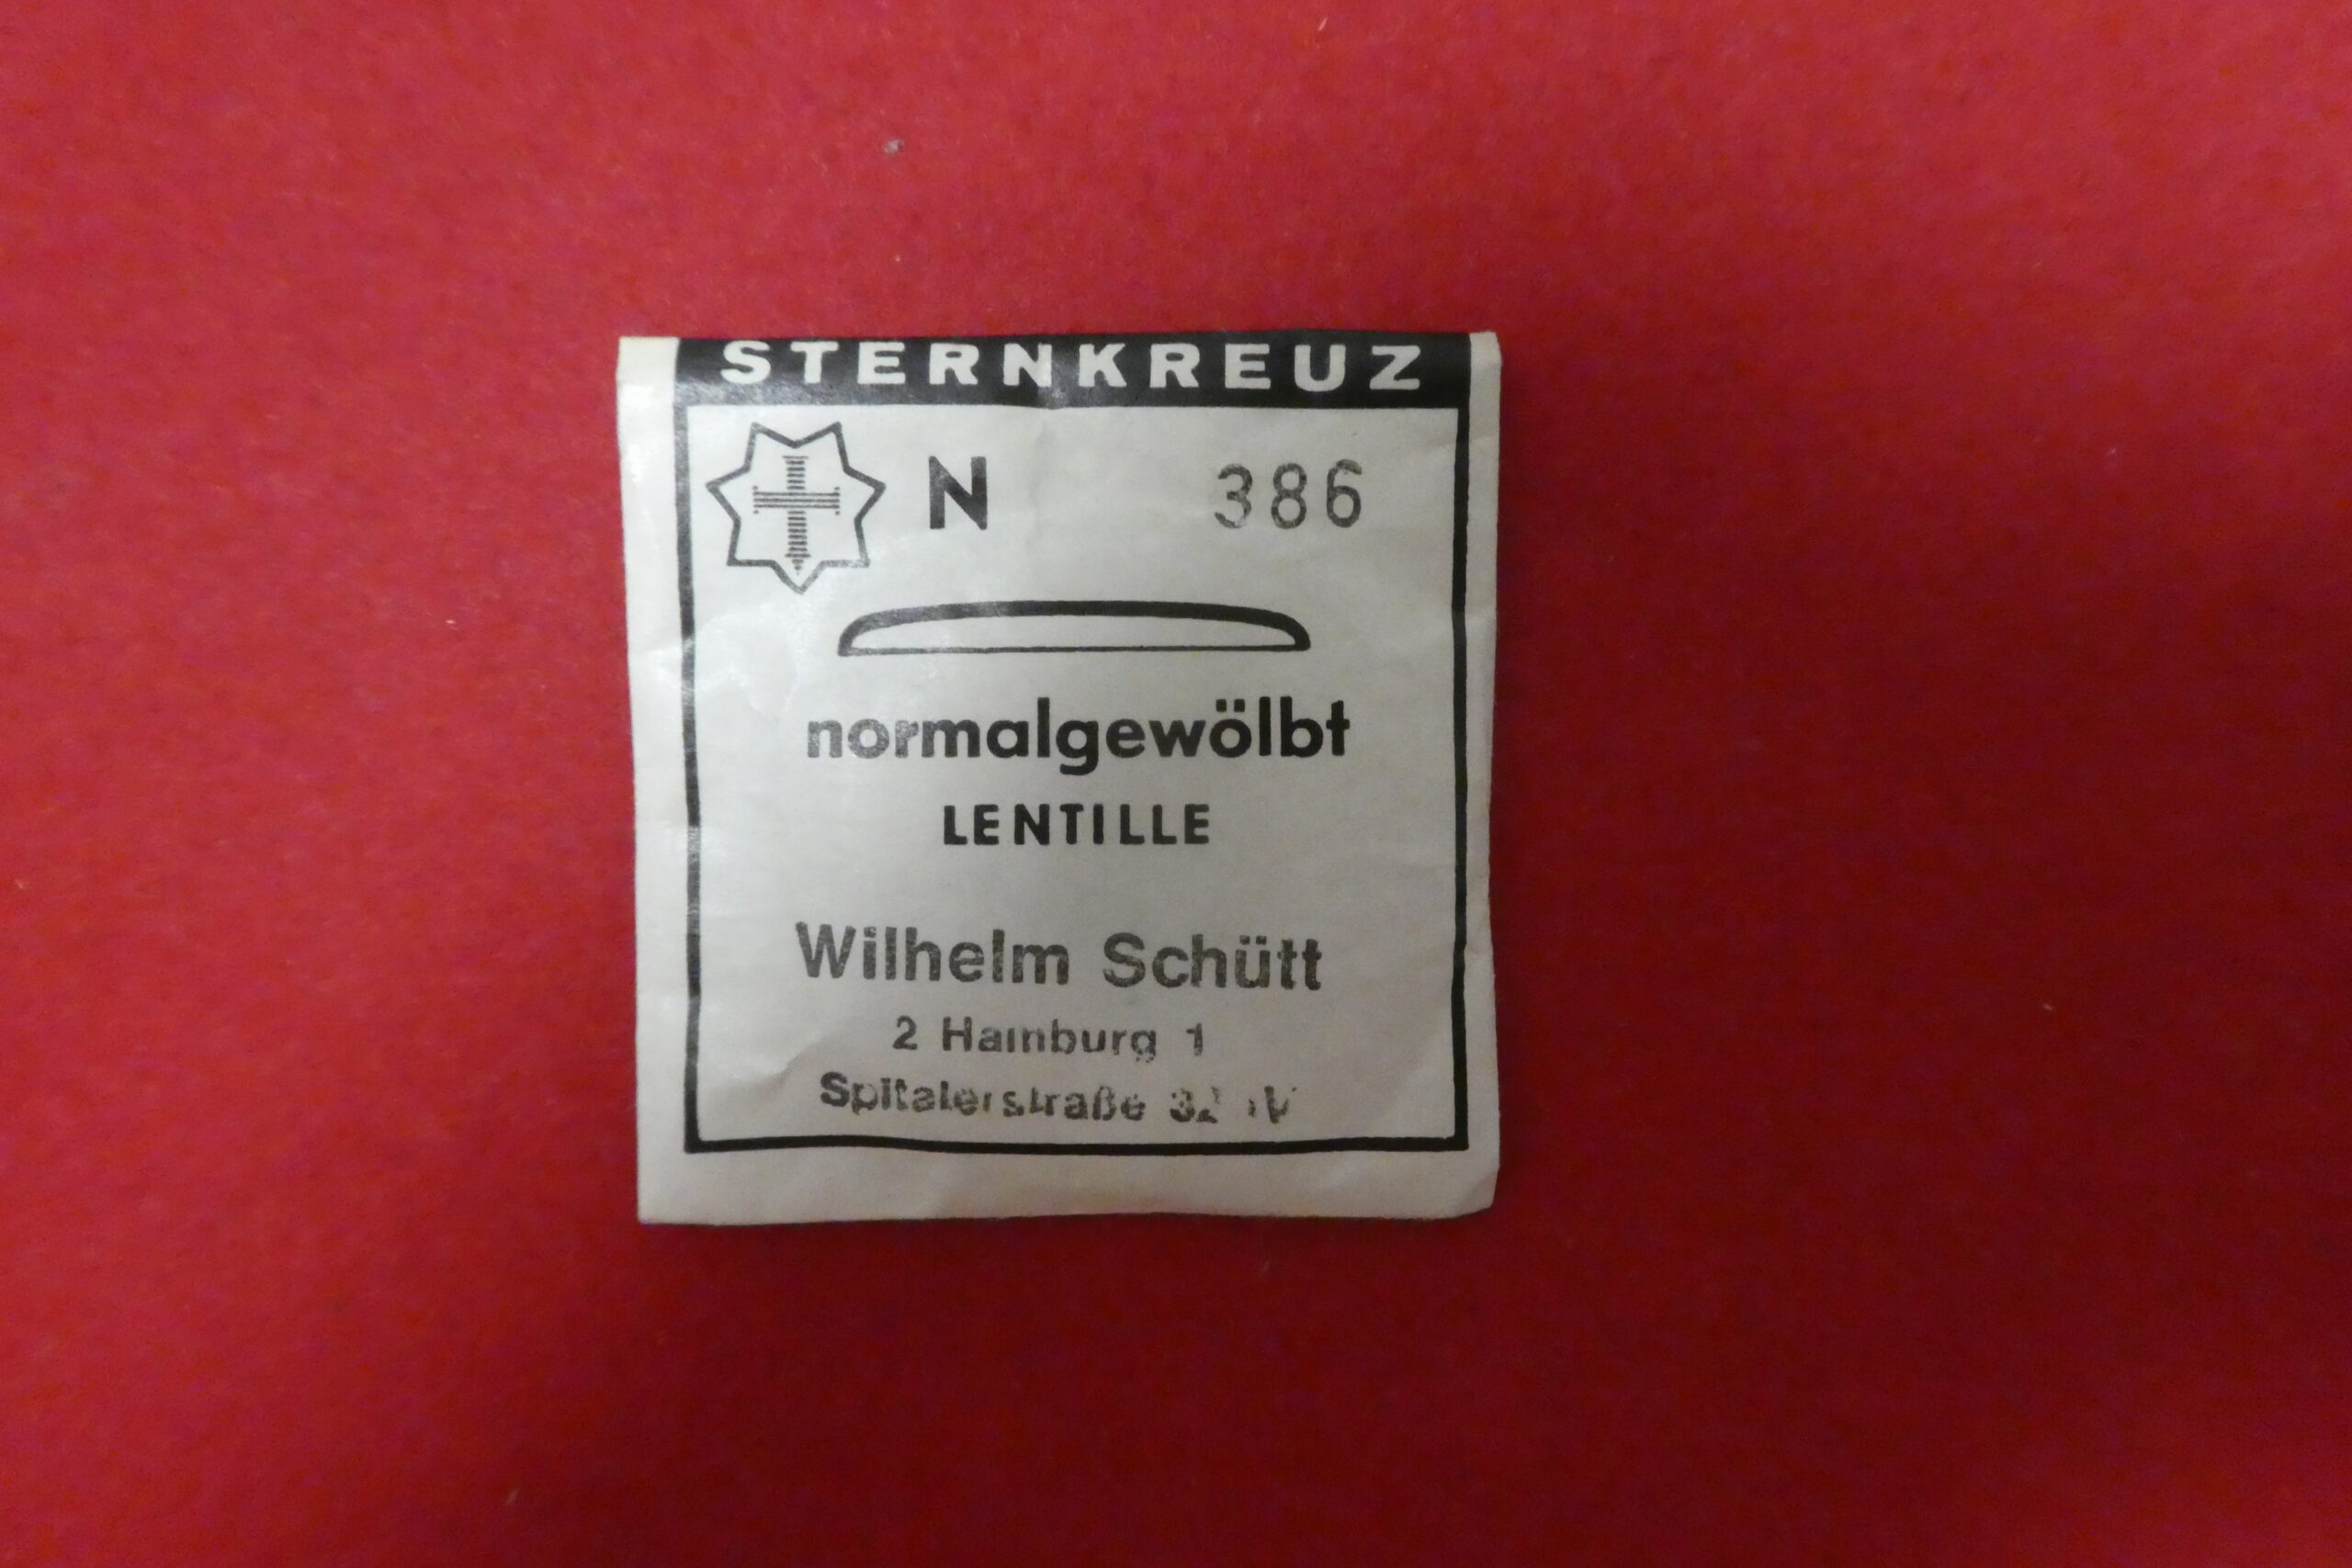 STERNKREUZ
N 386
normalgewölbt
LENTILLE
Wilhelm Schütt
2 Hamburg 1
Spitalerstraße